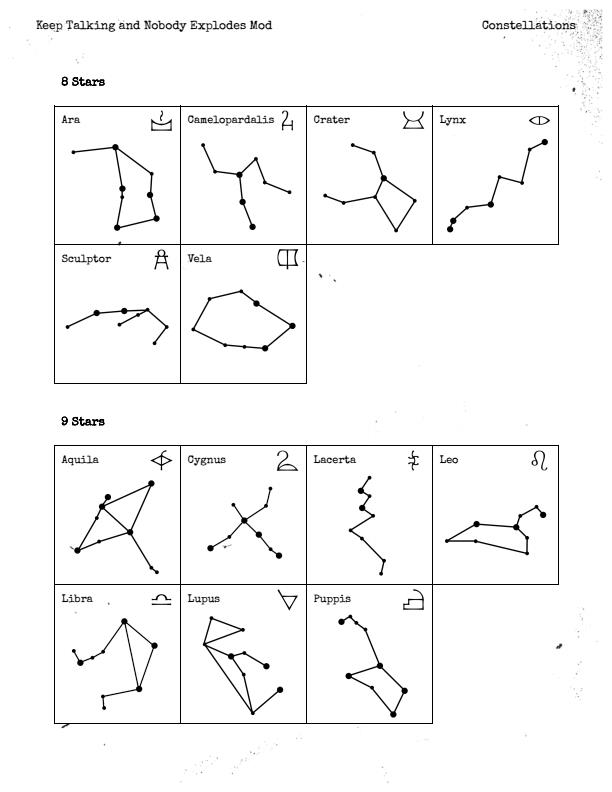 Keep Talking and Nobody Explodes Mod Constellations
8 Stars
Ara Camelopardalis Crater Lynx
Sculptor Vela
9 Stars
Aquila Cygnus Lacerta Leo
Libra Lupus Puppis